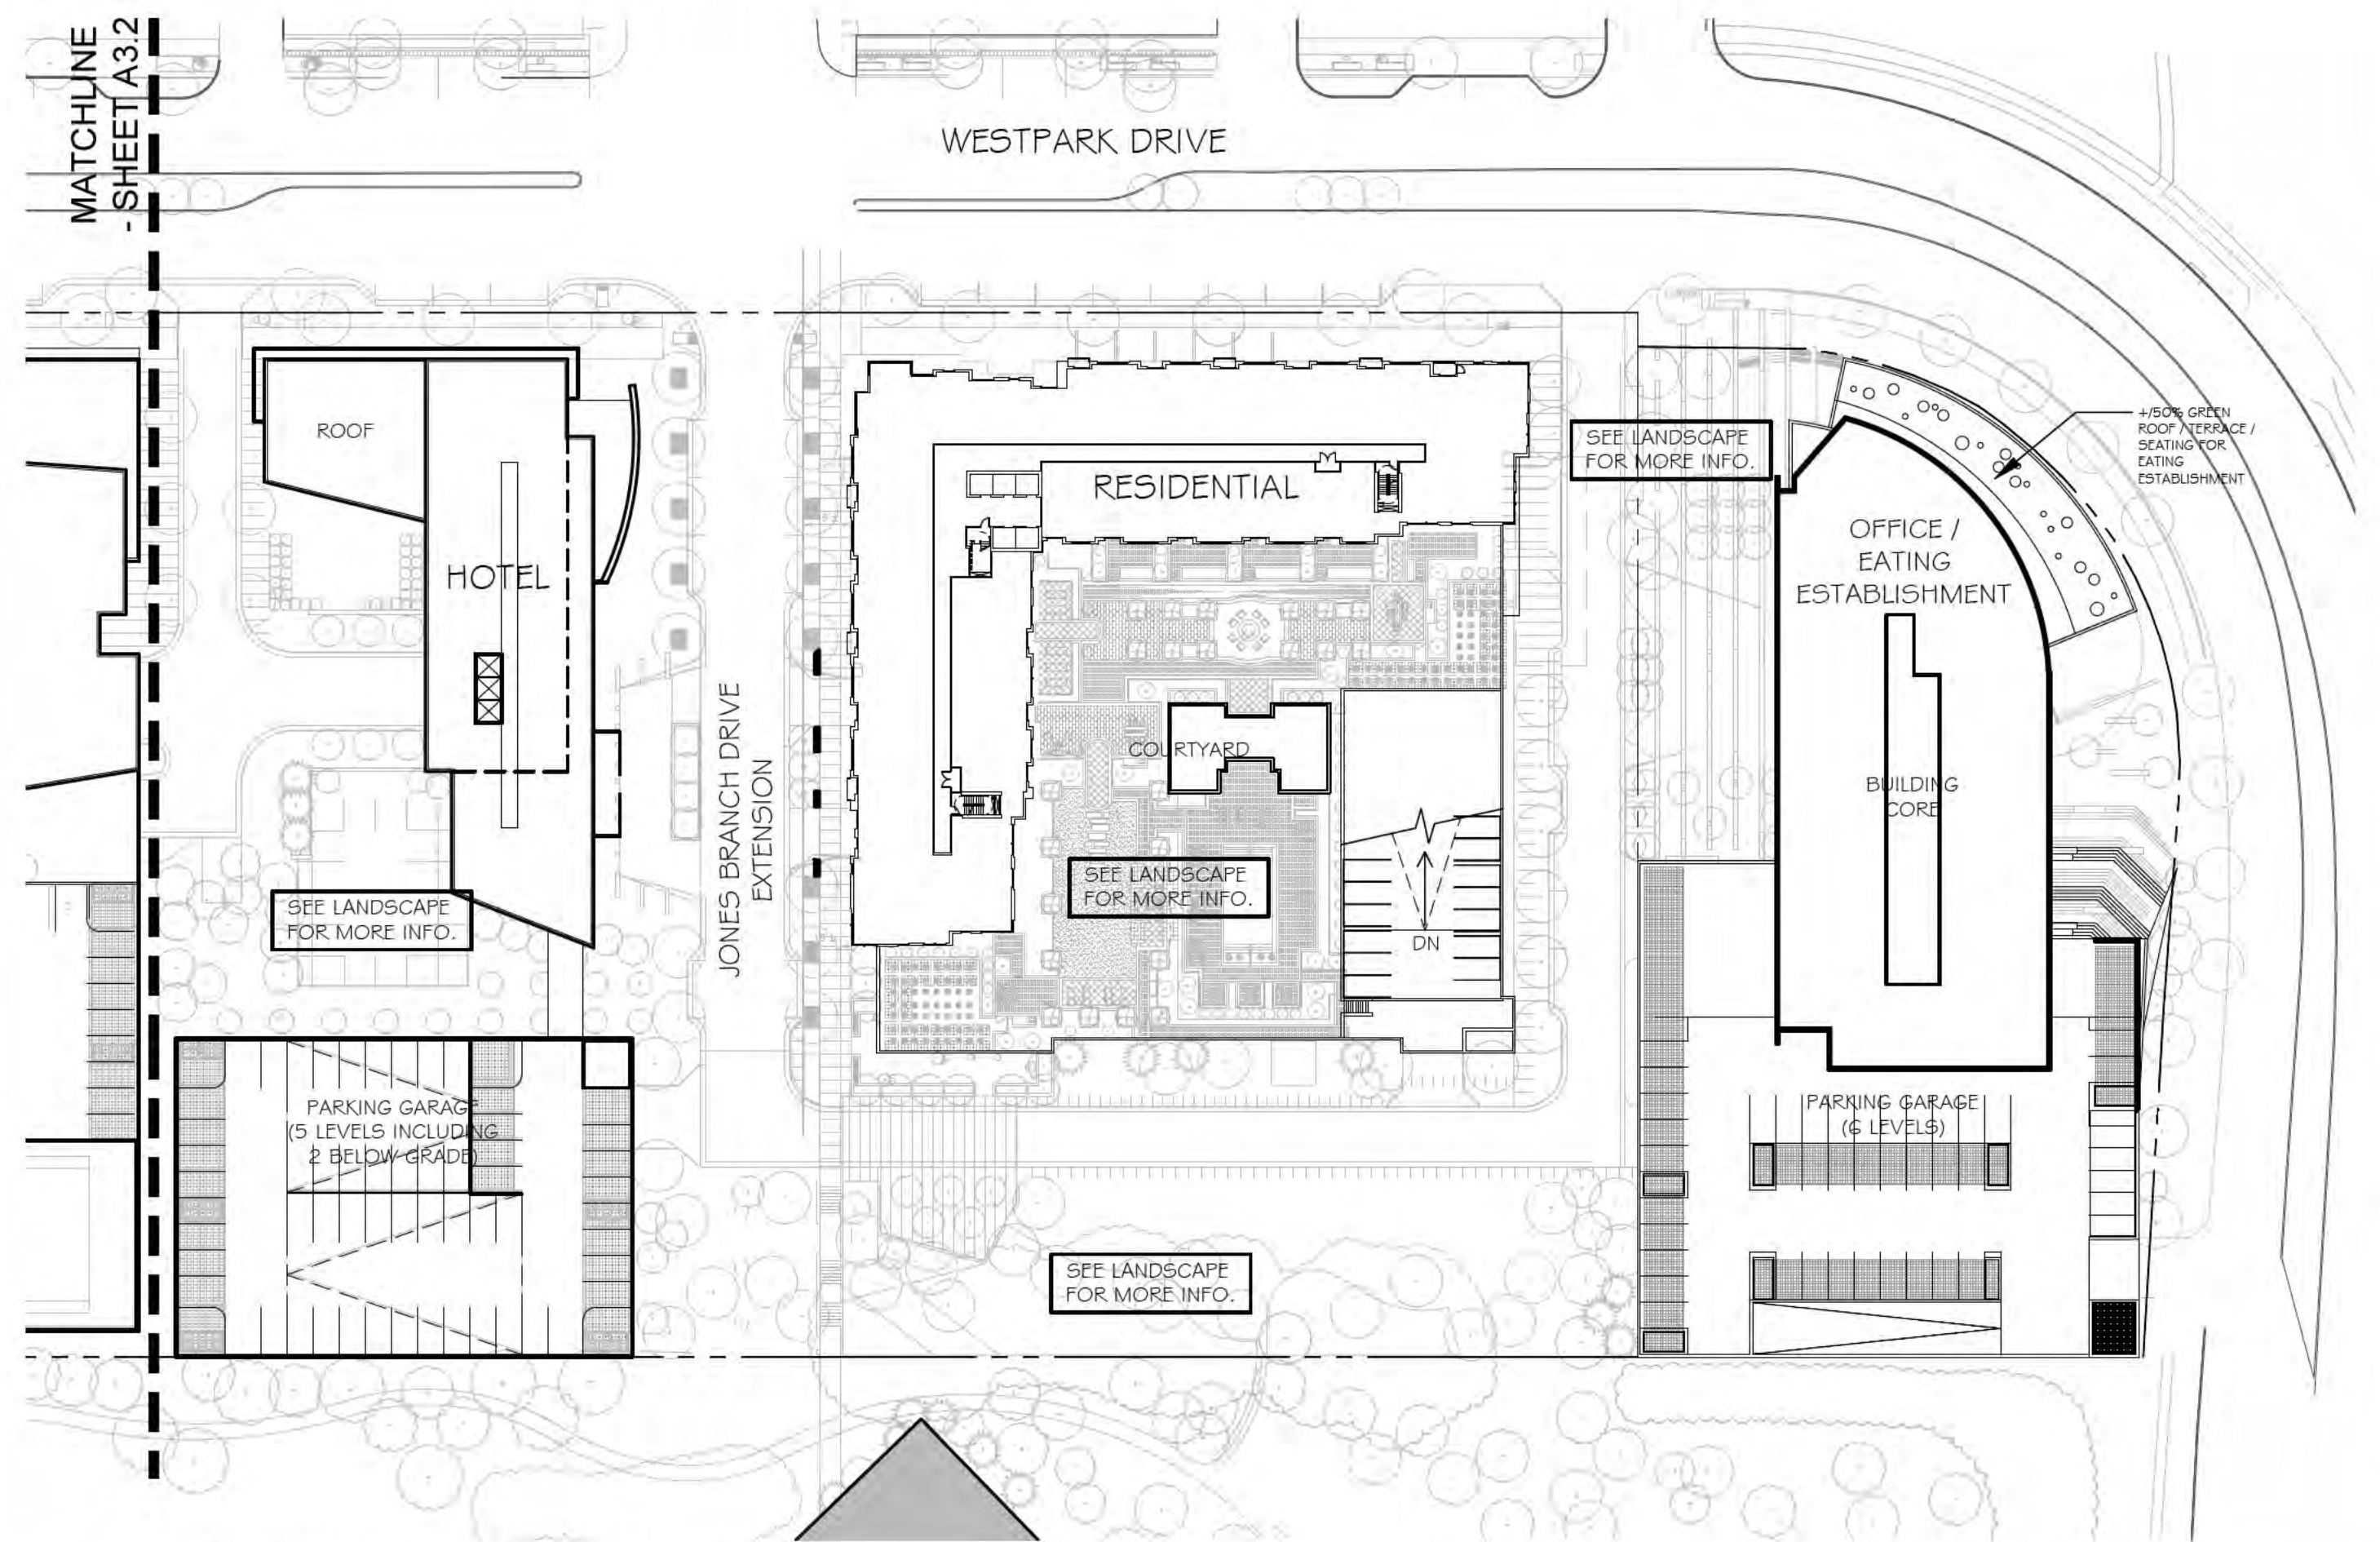 MATCHLINE
- SHEET A3.2
WESTPARK DRIVE
ROOF
HOTEL
SEE LANDSCAPE
FOR MORE INFO.
PARKING GARAGE
(5 LEVELS INCLUDING
2 BELOW GRADE)
JONES BRANCH DRIVE
EXTENSION
RESIDENTIAL
COURTYARD
SEE LANDSCAPE
FOR MORE INFO.
DN
SEE LANDSCAPE
FOR MORE INFO.
SEE LANDSCAPE
FOR MORE INFO.
+/50% GREEN
ROOF / TERRACE /
SEATING FOR
EATING
ESTABLISHMENT
OFFICE /
EATING
ESTABLISHMENT
BUILDING
CORE
PARKING GARAGE
(6 LEVELS)